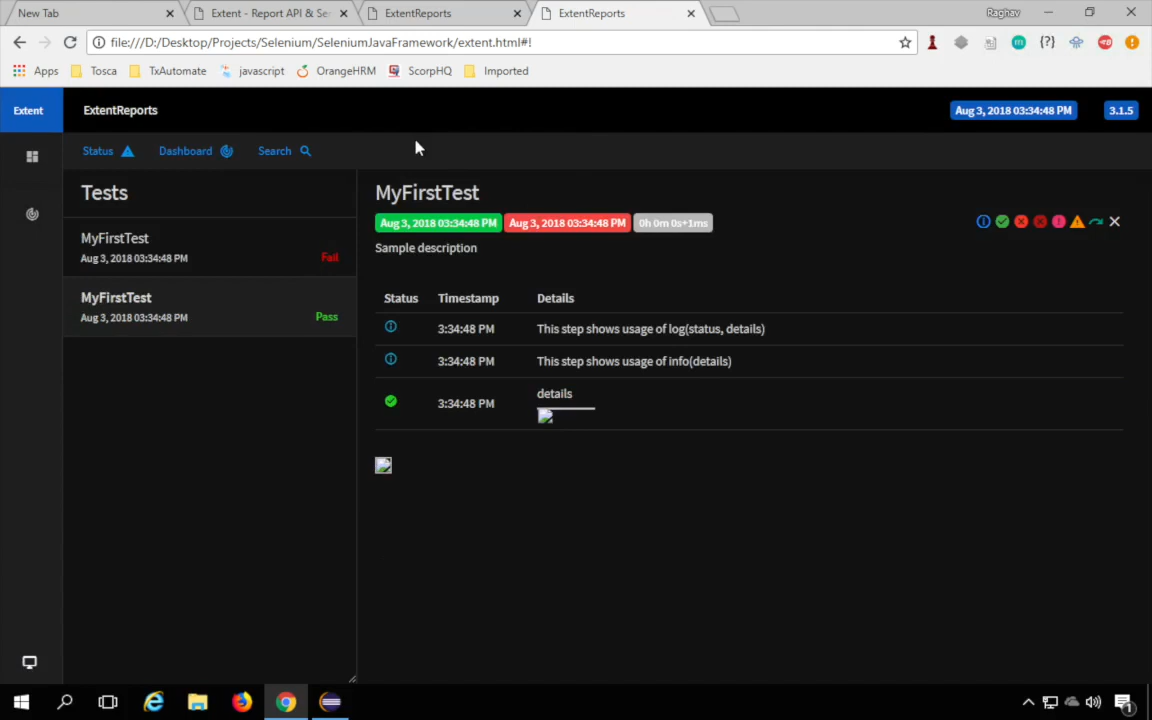 New Tab
Extent - Report API & Se
ExtentReports
ExtentReports
Raghav
file:///D:/Desktop/Projects/Selenium/SeleniumJavaFramework/extent.html#!
Apps
Tosca
TxAutomate
javascript
OrangeHRM
ScorpHQ
Imported
Extent
ExtentReports
Aug 3, 2018 03:34:48 PM
3.1.5
Status
Dashboard
Search
Tests
MyFirstTest
Aug 3, 2018 03:34:48 PM
Fail
MyFirstTest
Aug 3, 2018 03:34:48 PM
Pass
MyFirstTest
Aug 3, 2018 03:34:48 PM
Aug 3, 2018 03:34:48 PM
0h 0m 0s+1ms
Sample description
Status Timestamp Details
3:34:48 PM This step shows usage of log(status, details)
3:34:48 PM This step shows usage of info(details)
details
3:34:48 PM